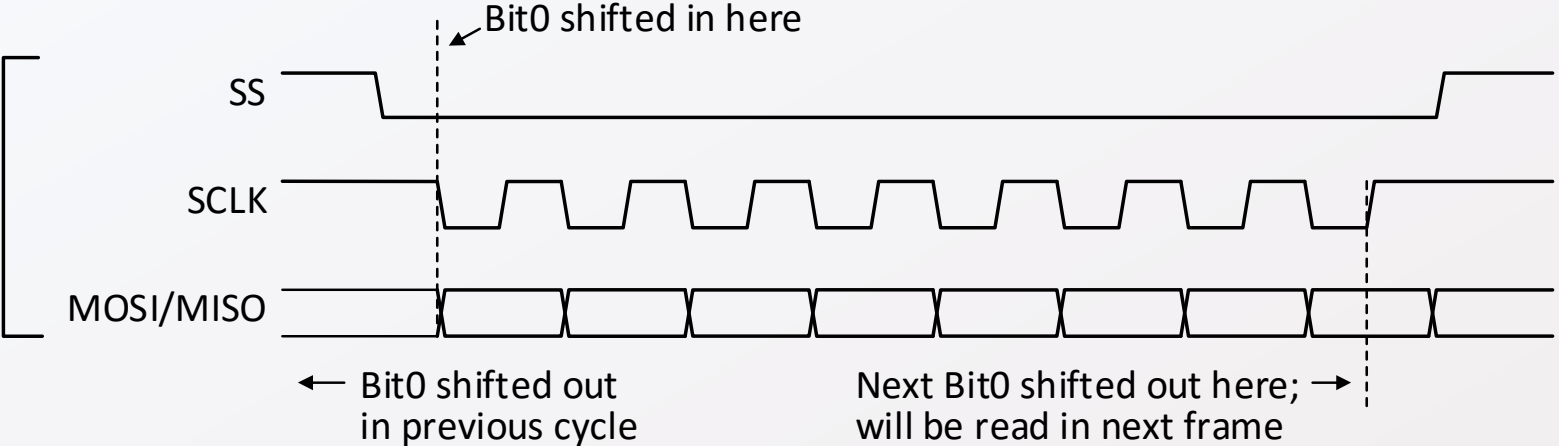 Bit0 shifted in here
SS
SCLK
MOSI/MISO
Bit0 shifted out
in previous cycle
Next Bit0 shifted out here;
will be read in next frame